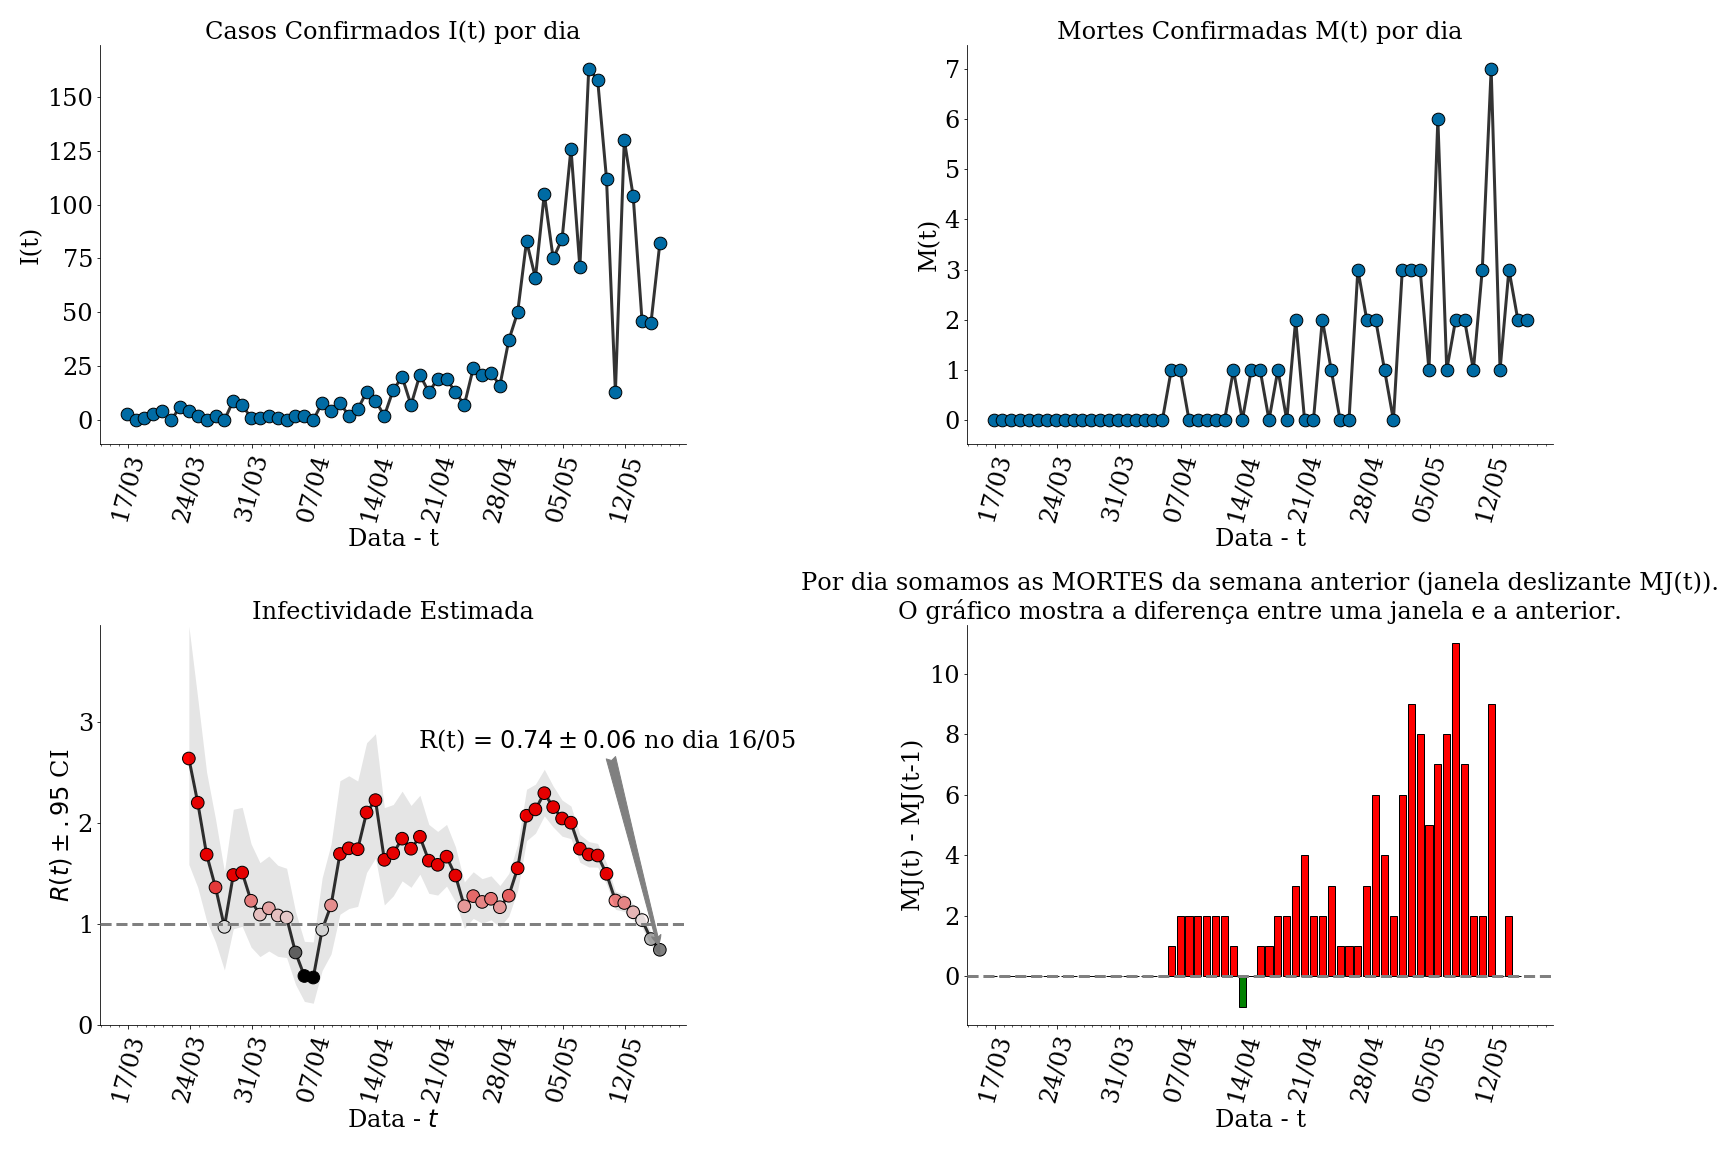 Casos Confirmados I(t) por dia
I(t)
150
125
100
75
50
25
0
17/03 24/03 31/03 07/04 14/04 21/04 28/04 05/05 12/05
Data - t
Mortes Confirmadas M(t) por dia
M(t)
7
6
5
4
3
2
1
0
17/03 24/03 31/03 07/04 14/04 21/04 28/04 05/05 12/05
Data - t
Infectividade Estimada
R(t) ± .95 CI
3
2
1
0
R(t) = 0.74 ± 0.06 no dia 16/05
17/03 24/03 31/03 07/04 14/04 21/04 28/04 05/05 12/05
Data - t
Por dia somamos as MORTES da semana anterior (janela deslizante MJ(t)).
O gráfico mostra a diferença entre uma janela e a anterior.
MJ(t) - MJ(t-1)
10
8
6
4
2
0
17/03 24/03 31/03 07/04 14/04 21/04 28/04 05/05 12/05
Data - t